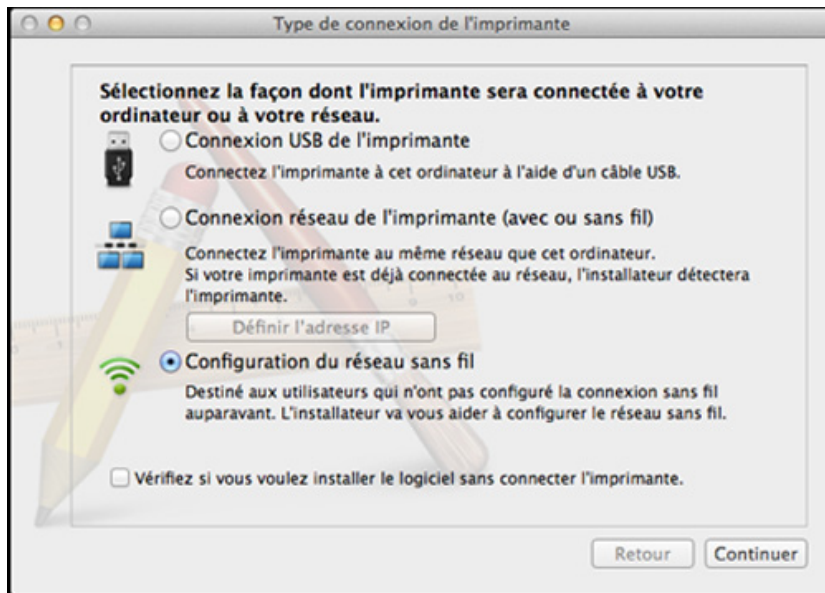 Type de connexion de l'imprimante
Sélectionnez la façon dont l'imprimante sera connectée à votre
ordinateur ou à votre réseau.
Connexion USB de l'imprimante
Connectez l'imprimante à cet ordinateur à l'aide d'un câble USB.
Connexion réseau de l'imprimante (avec ou sans fil)
Connectez l'imprimante au même réseau que cet ordinateur.
Si votre imprimante est déjà connectée au réseau, l'installateur détectera
l'imprimante.
Définir l'adresse IP
Configuration du réseau sans fil
Destiné aux utilisateurs qui n'ont pas configuré la connexion sans fil
auparavant. L'installateur va vous aider à configurer le réseau sans fil.
Vérifiez si vous voulez installer le logiciel sans connecter l'imprimante.
Retour
Continuer